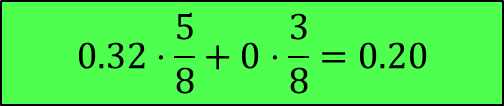 0.32 · 5/8 + 0 · 3/8 = 0.20